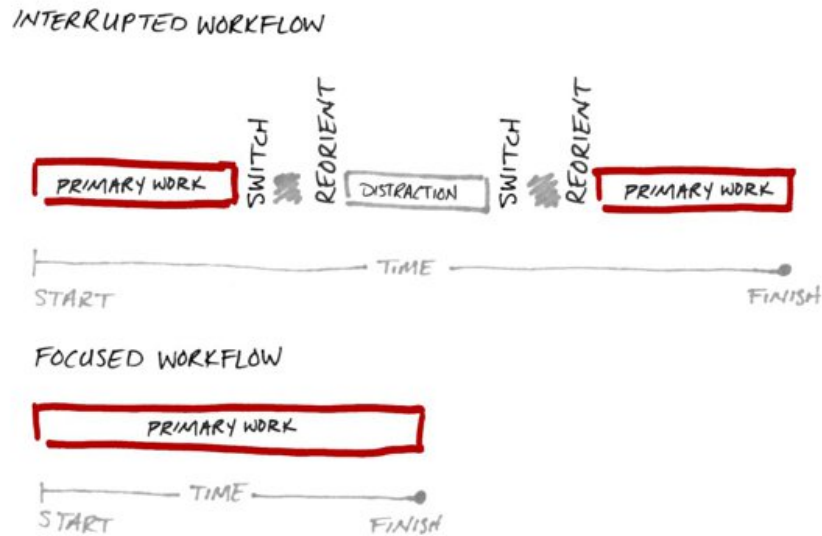 INTERRUPTED WORKFLOW
PRIMARY WORK
SWITCH
REORIENT
DISTRACTION
SWITCH
REORIENT
PRIMARY WORK
TIME
START
FINISH
FOCUSED WORKFLOW
PRIMARY WORK
TIME
START
FINISH